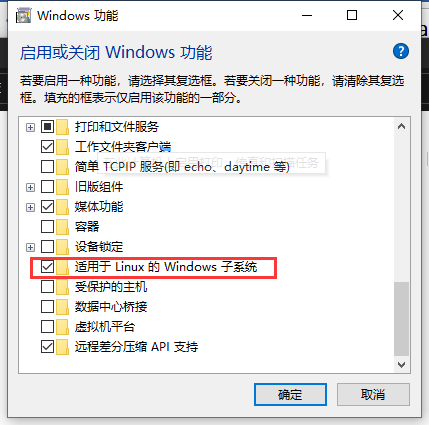 Windows 功能
启用或关闭 Windows 功能
若要启用一种功能，请选择其复选框。若要关闭一种功能，请清除其复选
框。填充的框表示仅启用该功能的一部分。
打印和文件服务
工作文件夹客户端
简单 TCPIP 服务(即 echo、daytime 等)
旧版组件
媒体功能
容器
设备锁定
适用于 Linux 的 Windows 子系统
受保护的主机
数据中心桥接
虚拟机平台
远程差分压缩 API 支持
确定
取消